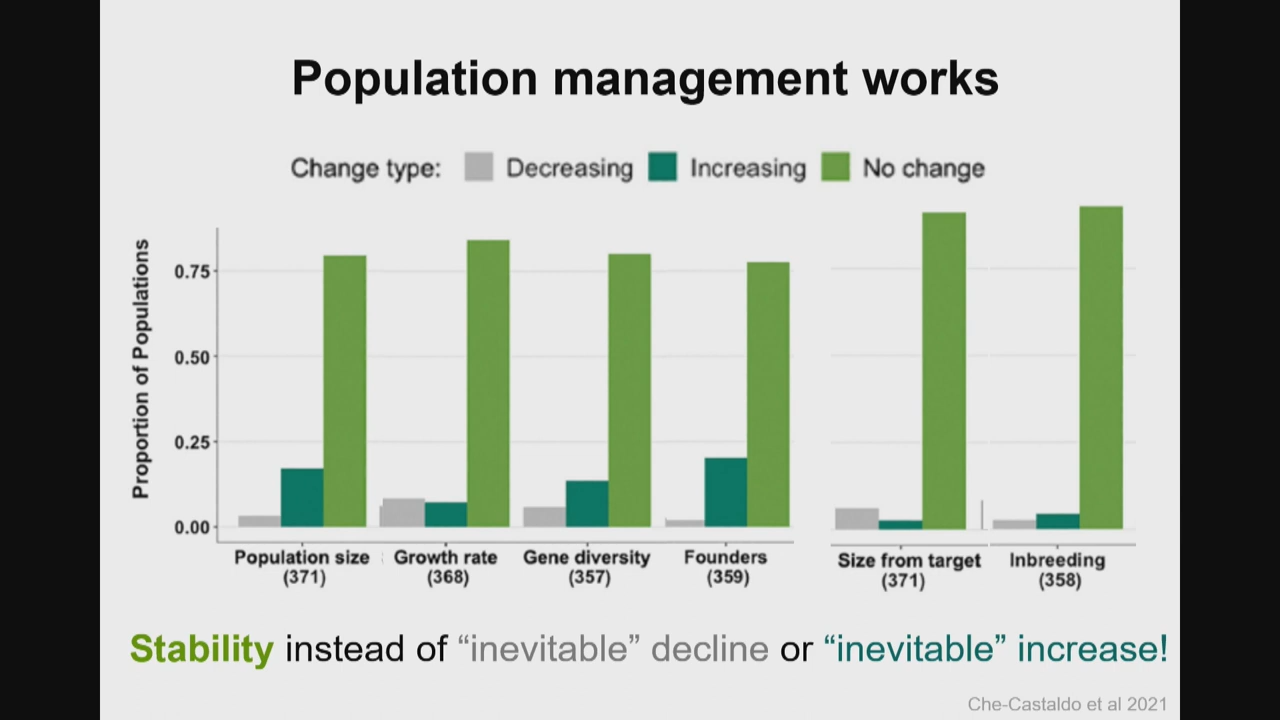 Population management works
Change type: Decreasing Increasing No change
Proportion of Populations
0.75
0.50
0.25
0.00
Population size Growth rate Gene diversity Founders Size from target Inbreeding
(371) (368) (357) (359) (371) (358)
Stability instead of “inevitable” decline or “inevitable” increase!
Che-Castaldo et al 2021